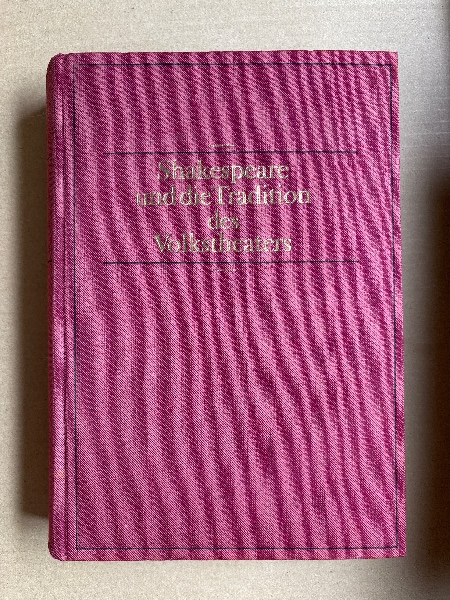 Shakespeare
und die Tradition
des
Volkstheaters